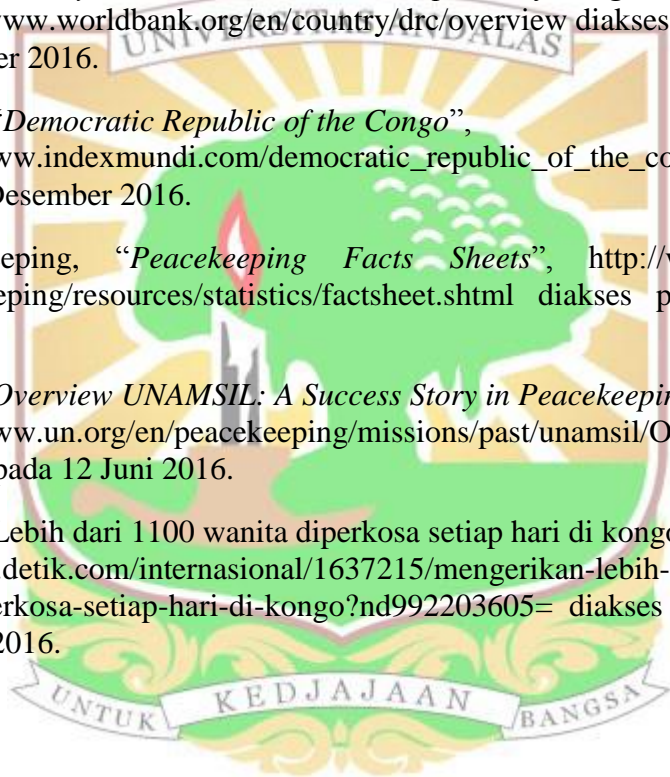 www.worldbank.org/en/country/drc/overview diakses
er 2016.
UNIVERSITAS ANDALAS
"Democratic Republic of the Congo",
ww.indexmundi.com/democratic_republic_of_the_co
Desember 2016.
eeping, "Peacekeeping Facts Sheets", http://w
eping/resources/statistics/factsheet.shtml diakses p
Overview UNAMSIL: A Success Story in Peacekeepin
ww.un.org/en/peacekeeping/missions/past/unamsil/O
pada 12 Juni 2016.
Lebih dari 1100 wanita diperkosa setiap hari di kongo
.detik.com/internasional/1637215/mengerikan-lebih-
erkosa-setiap-hari-di-kongo?nd992203605= diakses
2016.
UNTUK KEDJAJAAN BANGSA